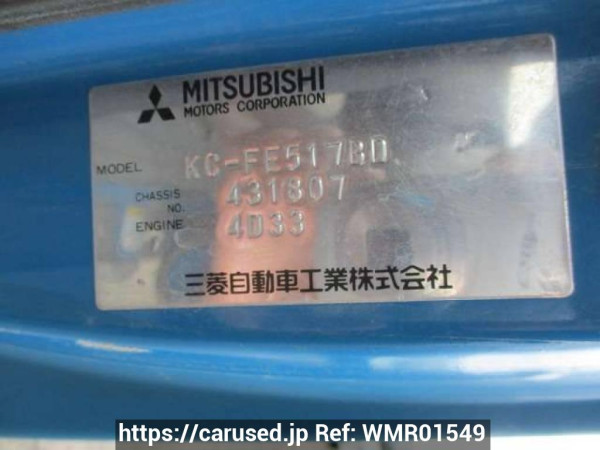 MITSUBISHI
MOTORS CORPORATION
MODEL KC-FE517BD
CHASSIS NO. 431807
ENGINE 4D33
三菱自動車工業株式会社
https://carused.jp Ref: WMR01549